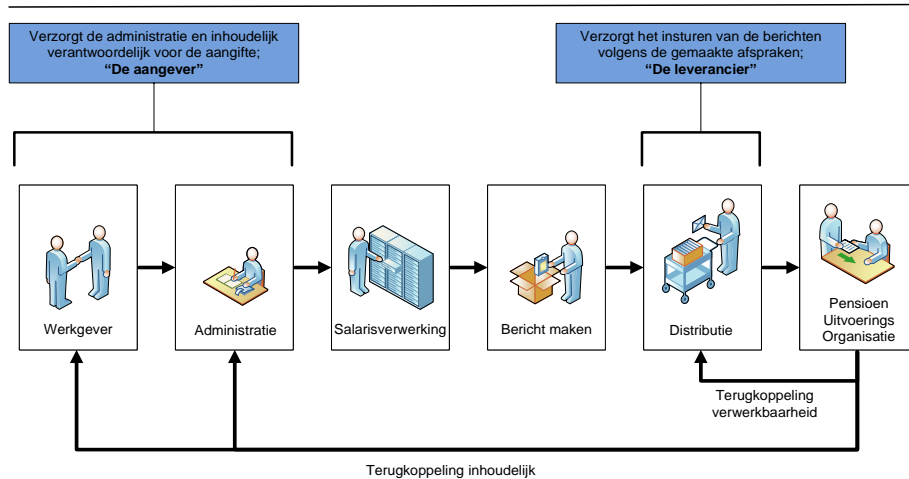 Verzorgt de administratie en inhoudelijk
verantwoordelijk voor de aangifte;
“De aangever”
Verzorgt het insturen van de berichten
volgens de gemaakte afspraken;
“De leverancier”
Werkgever
Administratie
Salarisverwerking
Bericht maken
Distributie
Pensioen
Uitvoerings
Organisatie
Terugkoppeling
verwerkbaarheid
Terugkoppeling inhoudelijk